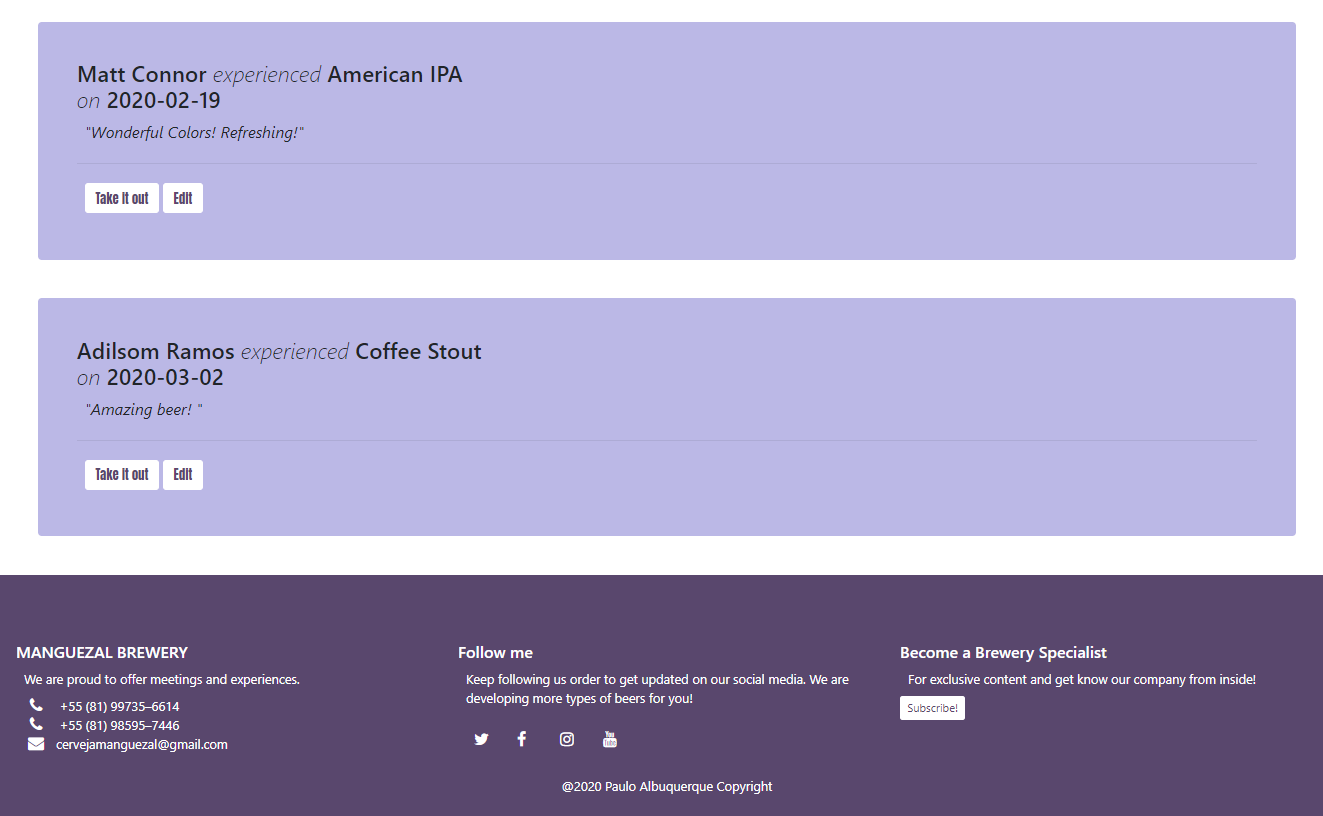 Matt Connor experienced American IPA
on 2020-02-19
"Wonderful Colors! Refreshing!"
Take it out Edit
Adilsom Ramos experienced Coffee Stout
on 2020-03-02
"Amazing beer! "
Take it out Edit
MANGUEZAL BREWERY
We are proud to offer meetings and experiences.
+55 (81) 99735–6614
+55 (81) 98595–7446
cervejamanguezal@gmail.com
Follow me
Keep following us order to get updated on our social media. We are
developing more types of beers for you!
You Tube
Become a Brewery Specialist
For exclusive content and get know our company from inside!
Subscribe!
@2020 Paulo Albuquerque Copyright